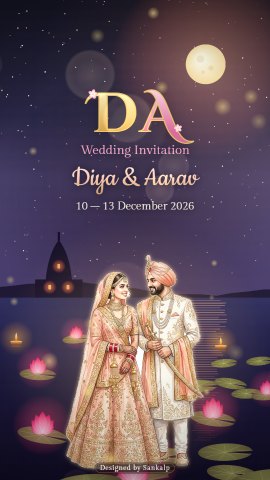 DA
Wedding Invitation
Diya & Aarav
10 — 13 December 2026
Designed by Sankalp